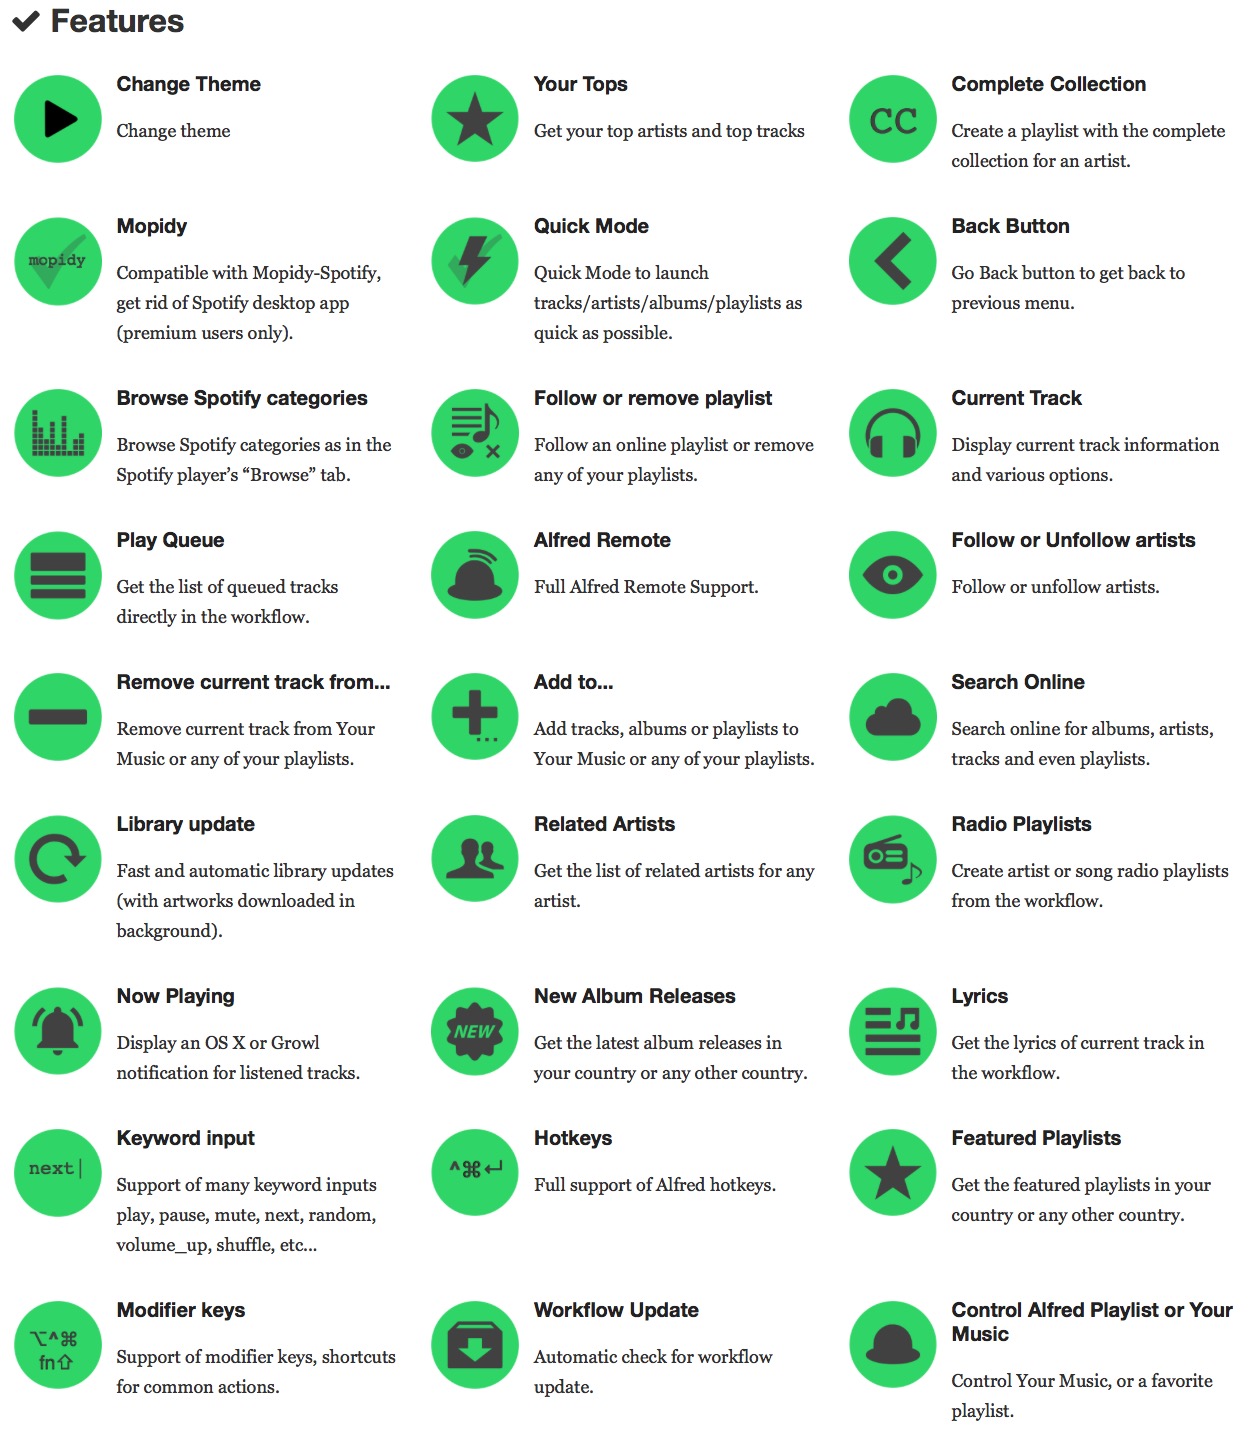 Features
Change Theme
Change theme
Your Tops
Get your top artists and top tracks
CC
Complete Collection
Create a playlist with the complete
collection for an artist.
mopidy
Mopidy
Compatible with Mopidy-Spotify,
get rid of Spotify desktop app
(premium users only).
Quick Mode
Quick Mode to launch
tracks/artists/albums/playlists as
quick as possible.
Back Button
Go Back button to get back to
previous menu.
Browse Spotify categories
Browse Spotify categories as in the
Spotify player’s “Browse” tab.
Follow or remove playlist
Follow an online playlist or remove
any of your playlists.
Current Track
Display current track information
and various options.
Play Queue
Get the list of queued tracks
directly in the workflow.
Alfred Remote
Full Alfred Remote Support.
Follow or Unfollow artists
Follow or unfollow artists.
Remove current track from...
Remove current track from Your
Music or any of your playlists.
Add to...
Add tracks, albums or playlists to
Your Music or any of your playlists.
Search Online
Search online for albums, artists,
tracks and even playlists.
Library update
Fast and automatic library updates
(with artworks downloaded in
background).
Related Artists
Get the list of related artists for any
artist.
Radio Playlists
Create artist or song radio playlists
from the workflow.
Now Playing
Display an OS X or Growl
notification for listened tracks.
NEW
New Album Releases
Get the latest album releases in
your country or any other country.
Lyrics
Get the lyrics of current track in
the workflow.
next|
Keyword input
Support of many keyword inputs
play, pause, mute, next, random,
volume_up, shuffle, etc...
^⌘↵
Hotkeys
Full support of Alfred hotkeys.
Featured Playlists
Get the featured playlists in your
country or any other country.
⌥^⌘
fn⇧
Modifier keys
Support of modifier keys, shortcuts
for common actions.
Workflow Update
Automatic check for workflow
update.
Control Alfred Playlist or Your
Music
Control Your Music, or a favorite
playlist.